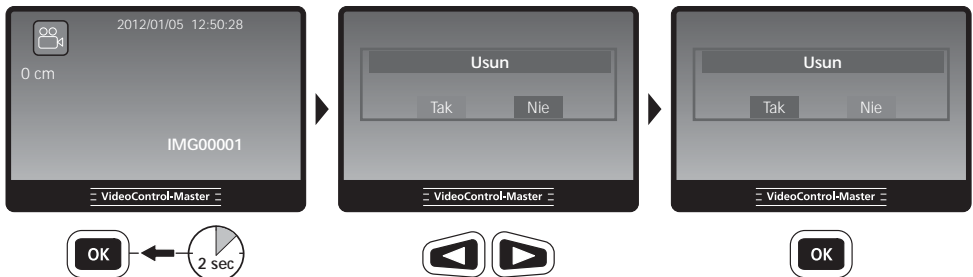 2012/01/05 12:50:28
0 cm
IMG00001
VideoControl-Master
OK
2 sec
Usun
Tak Nie
VideoControl-Master
Usun
Tak Nie
VideoControl-Master
OK